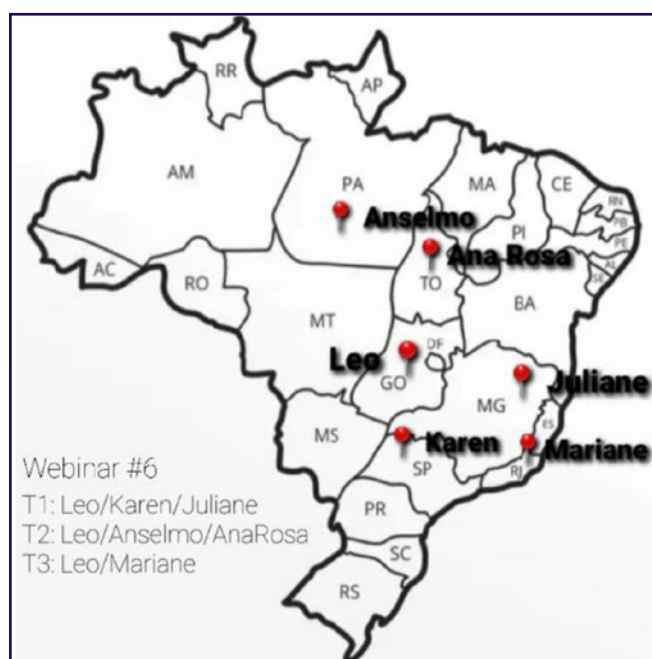 RR
AP
AM
PA
MA
CE
RN
PB
PI
PE
AL
SE
Anselmo
Ana Rosa
TO
AC
RO
MT
BA
DF
Leo
GO
Juliane
MG
ES
MS
Karen
Mariane
SP
RJ
Webinar #6
T1: Leo/Karen/Juliane
T2: Leo/Anselmo/AnaRosa
T3: Leo/Mariane
PR
SC
RS